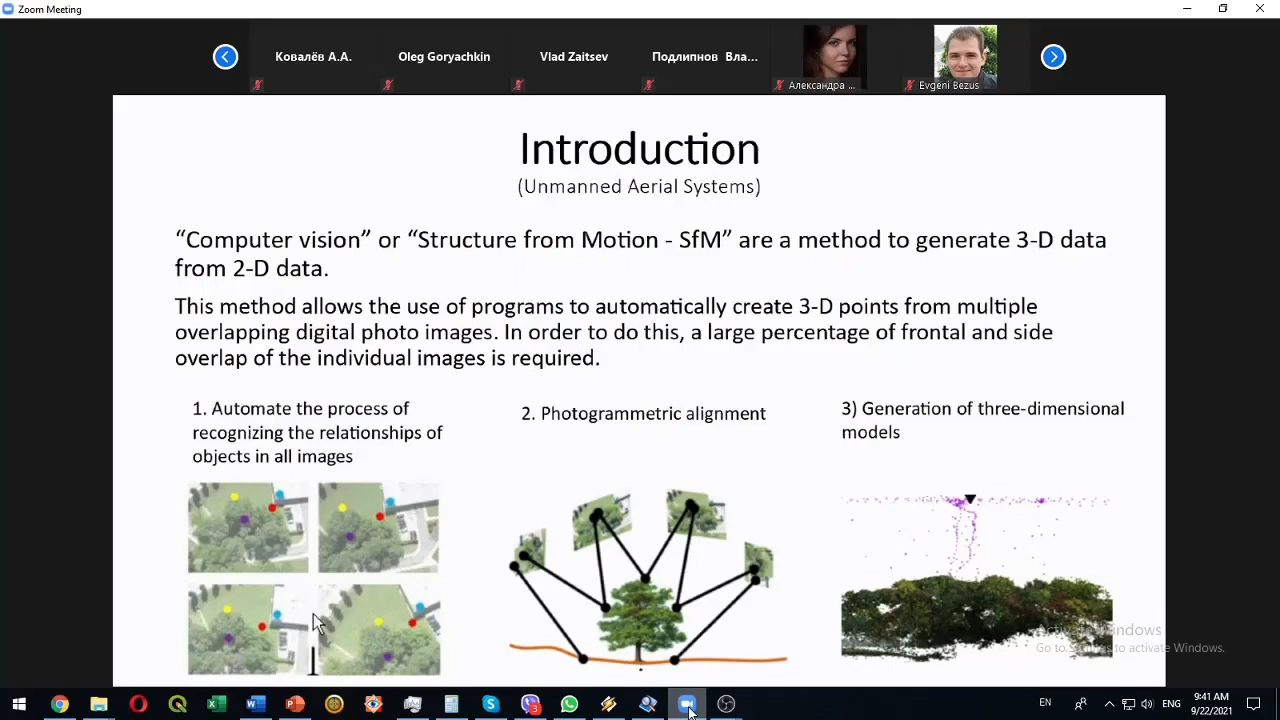 Zoom Meeting
Ковалёв А.А.
Oleg Goryachkin
Vlad Zaitsev
Подлипнов Вла...
Александра ...
Evgeni Bezus
Introduction
(Unmanned Aerial Systems)
“Computer vision” or “Structure from Motion - SfM” are a method to generate 3-D data
from 2-D data.
This method allows the use of programs to automatically create 3-D points from multiple
overlapping digital photo images. In order to do this, a large percentage of frontal and side
overlap of the individual images is required.
1. Automate the process of
recognizing the relationships of
objects in all images
2. Photogrammetric alignment
3) Generation of three-dimensional
models
Activate Windows
Go to Settings to activate Windows.
EN
ENG
9:41 AM
9/22/2021
3